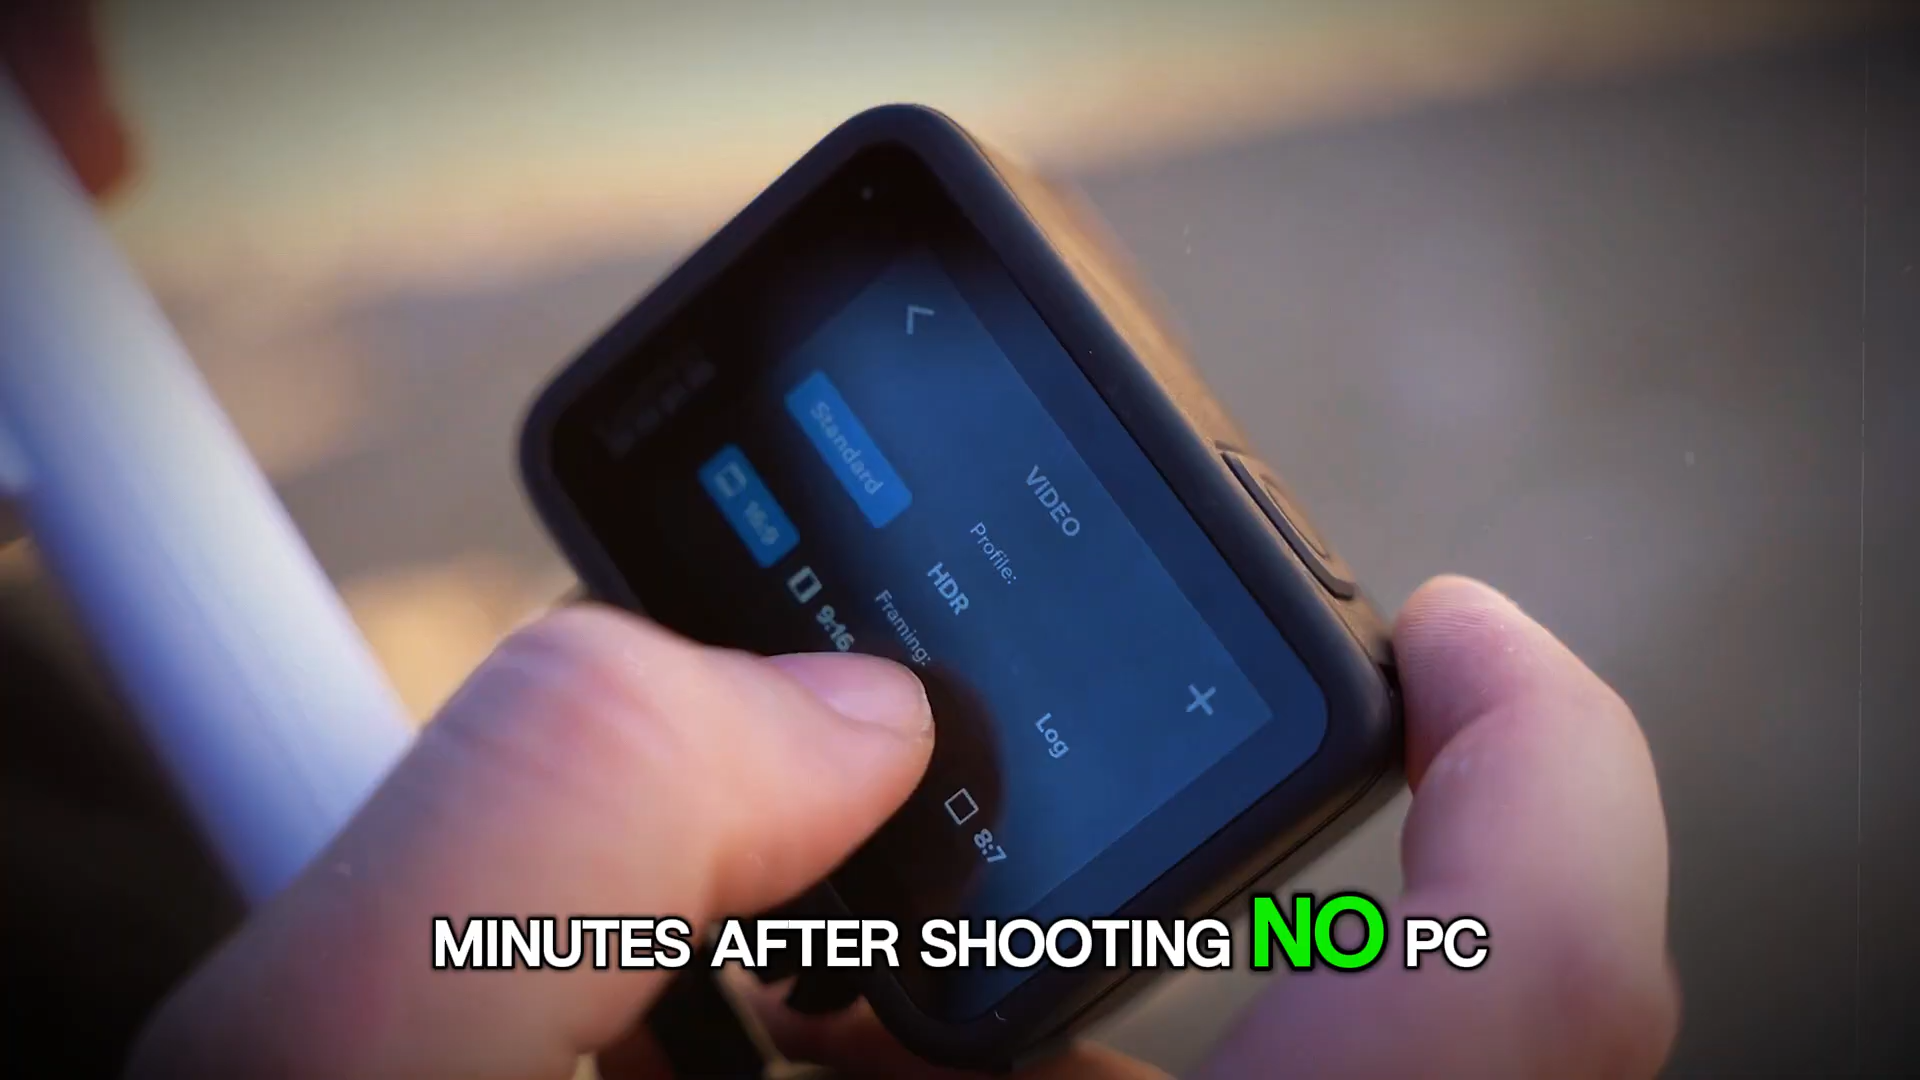 VIDEO
Profile:
Standard
HDR
Log
Framing:
16:9
9:16
8:7
MINUTES AFTER SHOOTING NO PC